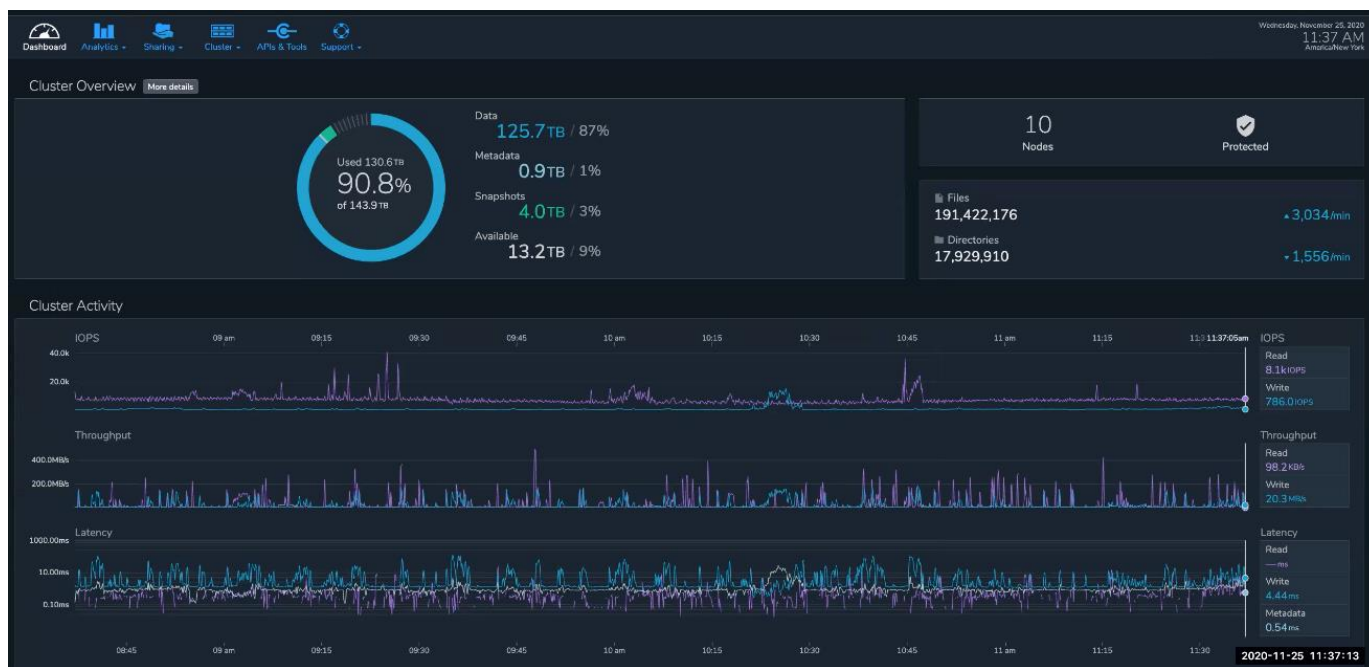 Dashboard Analytics Sharing Cluster APIs & Tools Support
Wednesday, November 25, 2020
11:37 AM
America/New York
Cluster Overview More details
Used 130.6TB
90.8%
of 143.9TB
Data
125.7TB / 87%
Metadata
0.9TB / 1%
Snapshots
4.0TB / 3%
Available
13.2TB / 9%
10
Nodes
Protected
Files
191,422,176
3,034/min
Directories
17,929,910
1,556/min
Cluster Activity
IOPS 09 am 09:15 09:30 09:45 10 am 10:15 10:30 10:45 11 am 11:15 11:37:05am
40.0k
20.0k
IOPS
Read
8.1kIOPS
Write
786.0IOPS
Throughput
400.0MB/s
200.0MB/s
Throughput
Read
98.2KB/s
Write
20.3MB/s
Latency
1000.00ms
10.00ms
0.10ms
Latency
Read
—ms
Write
4.44ms
Metadata
0.54ms
08:45 09 am 09:15 09:30 09:45 10 am 10:15 10:30 10:45 11 am 11:15 11:30
2020-11-25 11:37:13